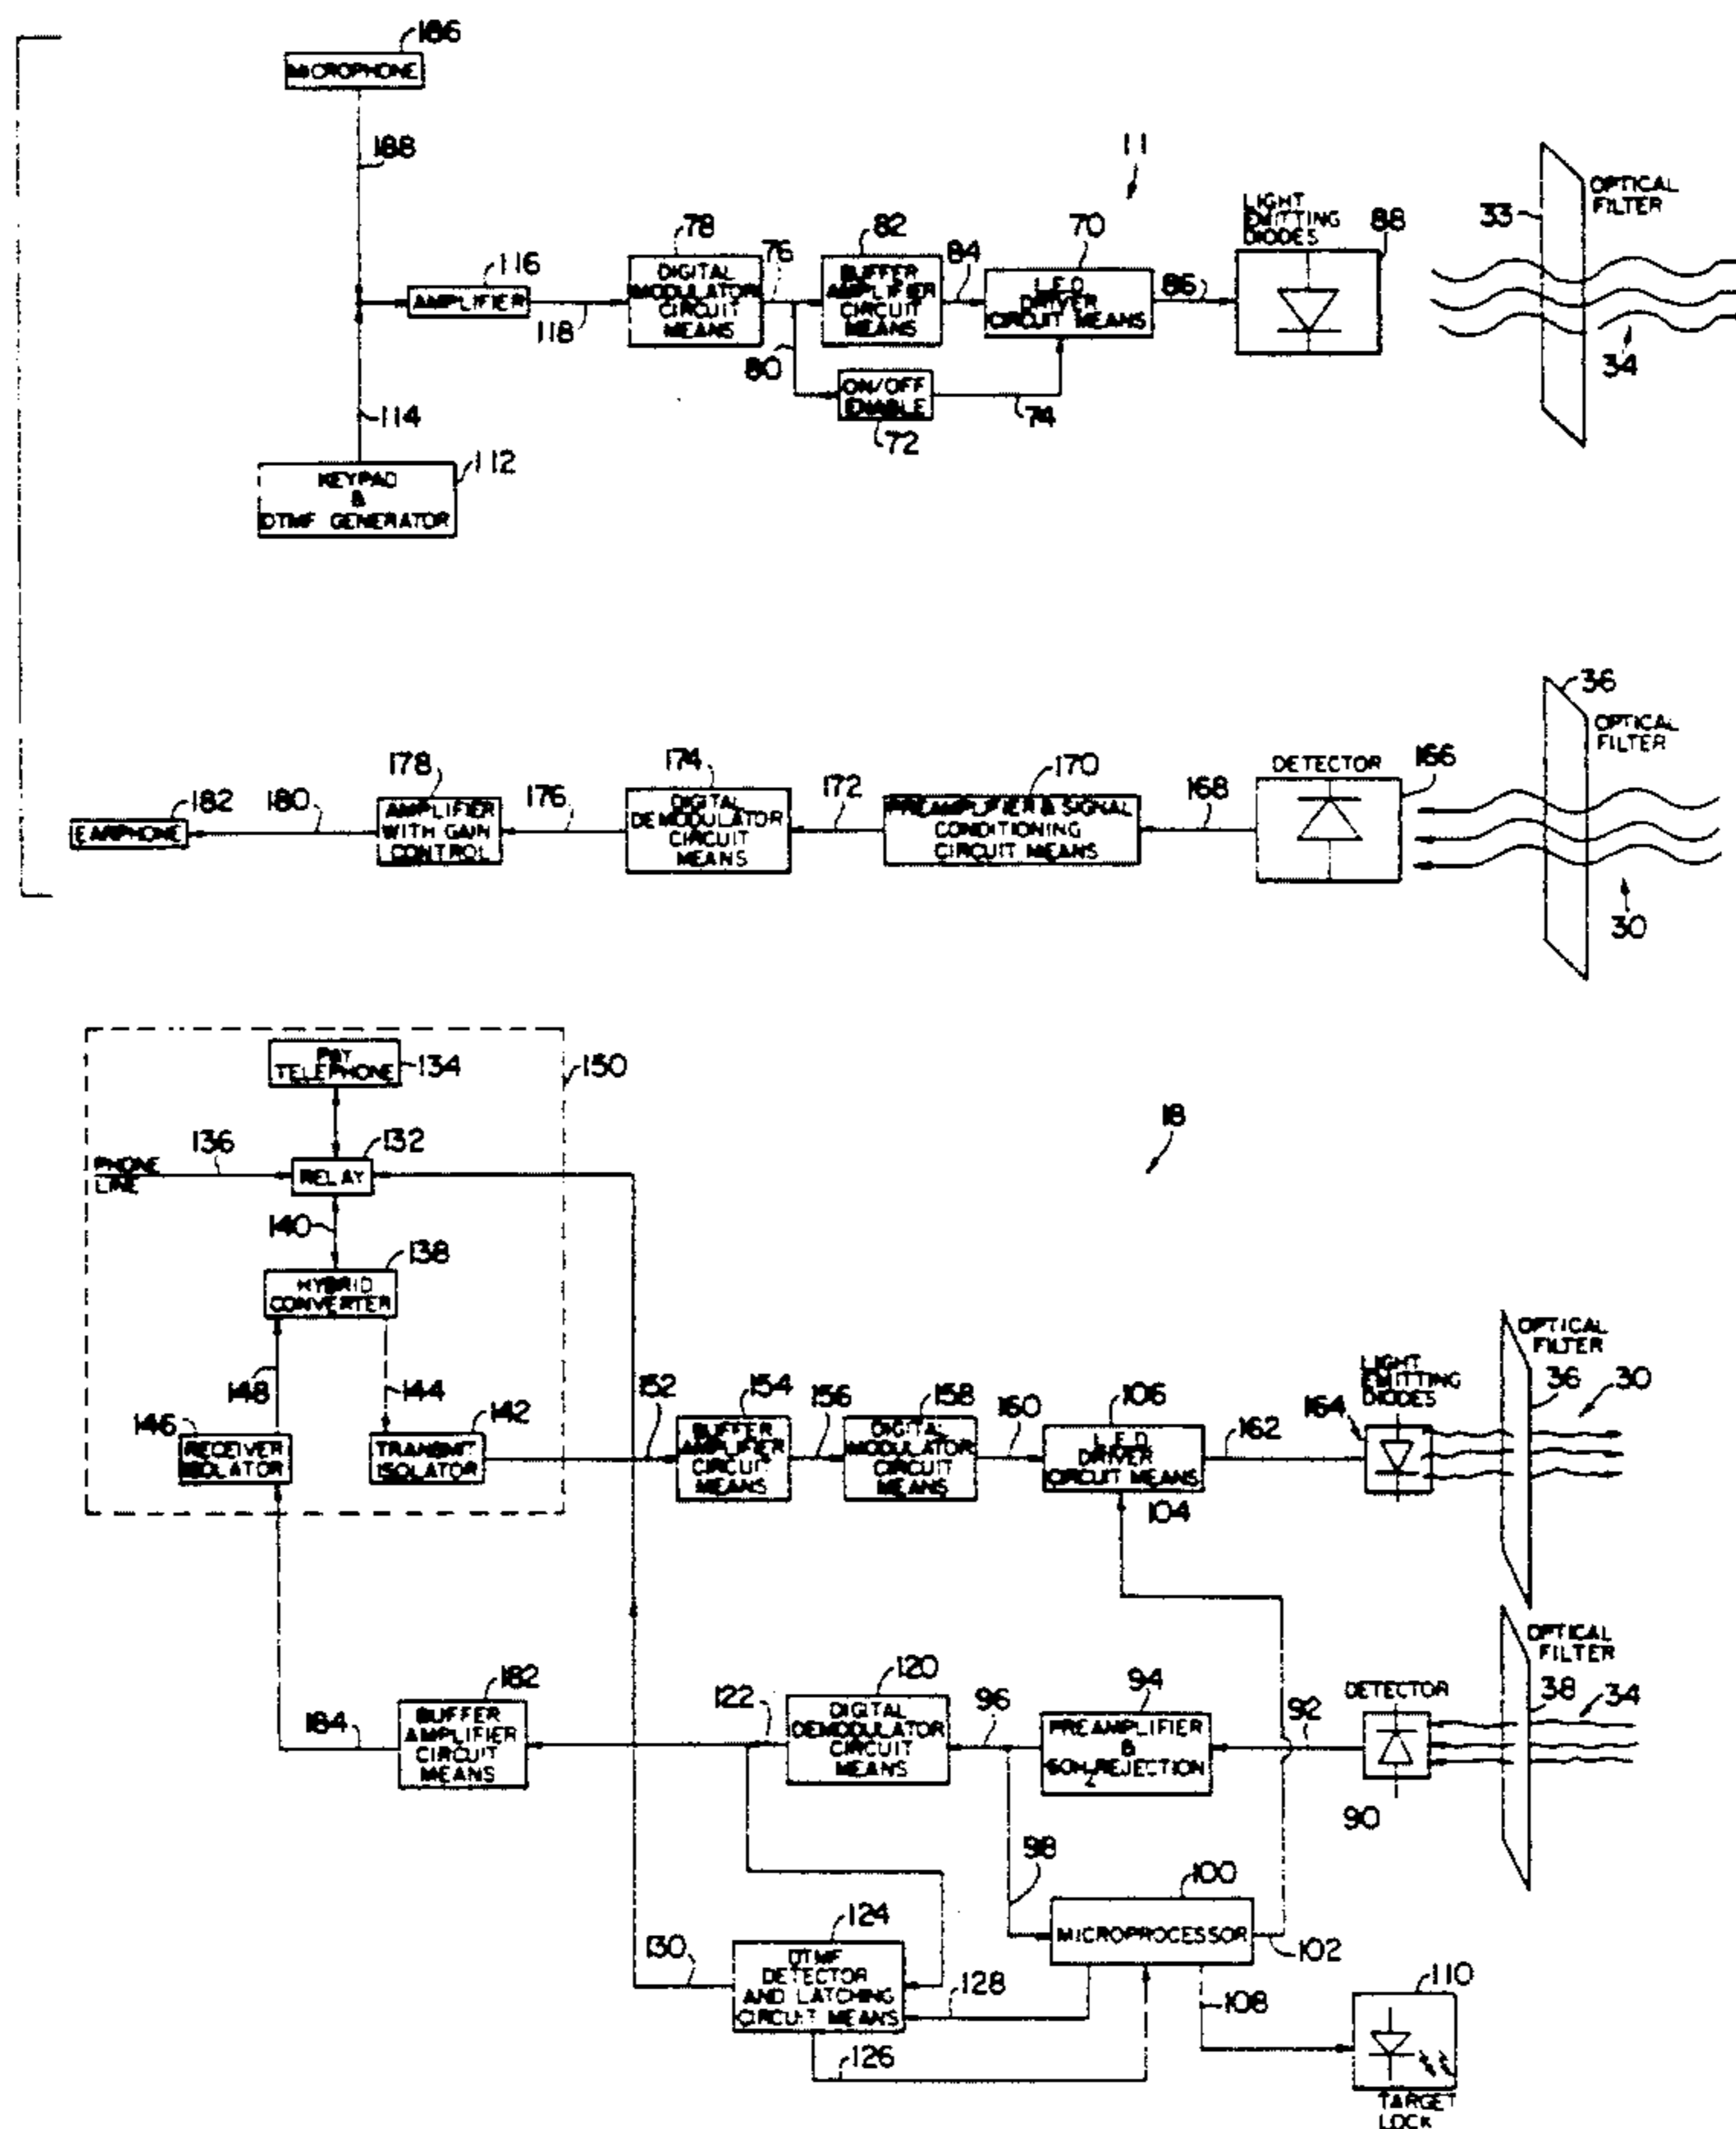 186
MICROPHONE
188
11
116
AMPLIFIER
118
78
DIGITAL
MODULATOR
CIRCUIT
MEANS
76
80
82
BUFFER
AMPLIFIER
CIRCUIT
MEANS
84
70
L.E.D
DRIVER
CIRCUIT MEANS
86
LIGHT
EMITTING
DIODES
88
33
OPTICAL
FILTER
34
ON/OFF
ENABLE
72
74
114
112
KEYPAD
&
DTMF GENERATOR
182
EARPHONE
180
178
AMPLIFIER
WITH GAIN
CONTROL
176
174
DIGITAL
DEMODULATOR
CIRCUIT
MEANS
172
170
PREAMPLIFIER & SIGNAL
CONDITIONING
CIRCUIT MEANS
168
DETECTOR
166
36
OPTICAL
FILTER
30
PAY
TELEPHONE
134
150
18
136
PHONE
LINE
132
RELAY
140
138
HYBRID
CONVERTER
148
144
146
RECEIVER
ISOLATOR
142
TRANSMIT
ISOLATOR
152
154
BUFFER
AMPLIFIER
CIRCUIT
MEANS
156
158
DIGITAL
MODULATOR
CIRCUIT
MEANS
160
106
L.E.D
DRIVER
CIRCUIT MEANS
104
162
LIGHT
EMITTING
DIODES
164
OPTICAL
FILTER
36
30
184
182
BUFFER
AMPLIFIER
CIRCUIT
MEANS
122
120
DIGITAL
DEMODULATOR
CIRCUIT
MEANS
96
94
PREAMPLIFIER
&
60HZ REJECTION
92
DETECTOR
90
OPTICAL
FILTER
38
34
98
100
MICROPROCESSOR
102
130
124
DTMF
DETECTOR
AND LATCHING
CIRCUIT MEANS
128
126
108
110
TARGET
LOCK